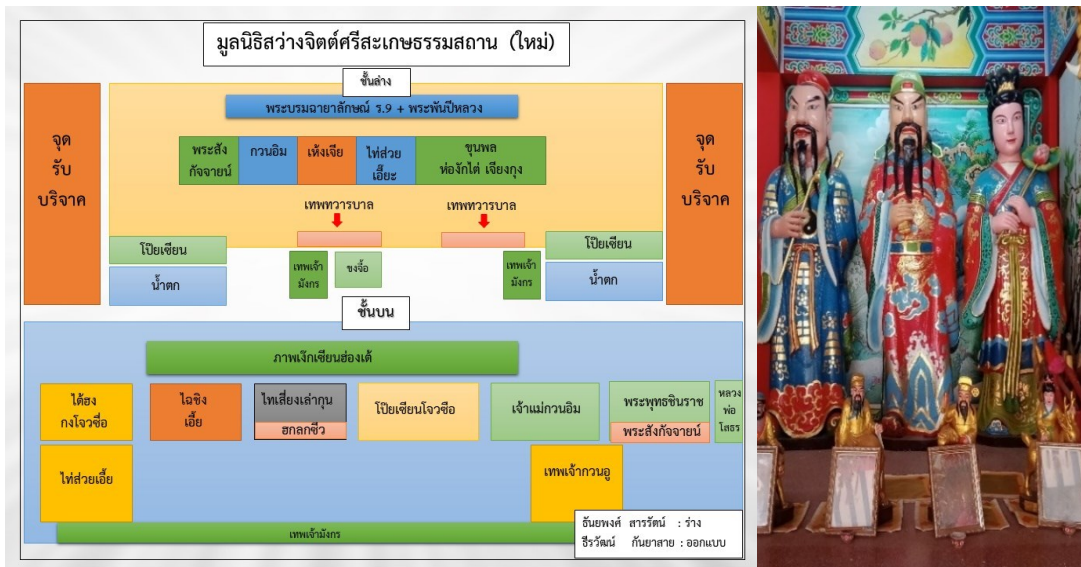 มูลนิธิสว่างจิตต์ศรีสะเกษธรรมสถาน (ใหม่)
ชั้นล่าง
จุด
รับ
บริจาค
พระบรมฉายาลักษณ์ ร.9 + พระพันปีหลวง
จุด
รับ
บริจาค
พระสัง
กัจจายน์
กวนอิม
เห้งเจีย
ไท่ส่วย
เอี๊ยะ
ขุนพล
ห่อจักไต่ เจียงกุง
เทพทวารบาล
เทพทวารบาล
โป๊ยเซียน
น้ำตก
เทพเจ้า
มังกร
ขงจื้อ
เทพเจ้า
มังกร
โป๊ยเซียน
น้ำตก
ชั้นบน
ภาพเง็กเซียนฮ่องเต้
ไต้ฮง
กงโจวซื่อ
ไฉซิง
เอี๊ย
ไทเสี่ยงเล่ากุน
ฮกลกซิ่ว
โป๊ยเซียนโจวซือ
เจ้าแม่กวนอิม
พระพุทธชินราช
พระสังกัจจายน์
หลวง
พ่อ
โสธร
ไท่ส่วยเอี้ย
เทพเจ้ากวนอู
เทพเจ้ามังกร
ธันยพงศ์ สารรัตน์ : ร่าง
ธีรวัฒน์ กันยาสาย : ออกแบบ